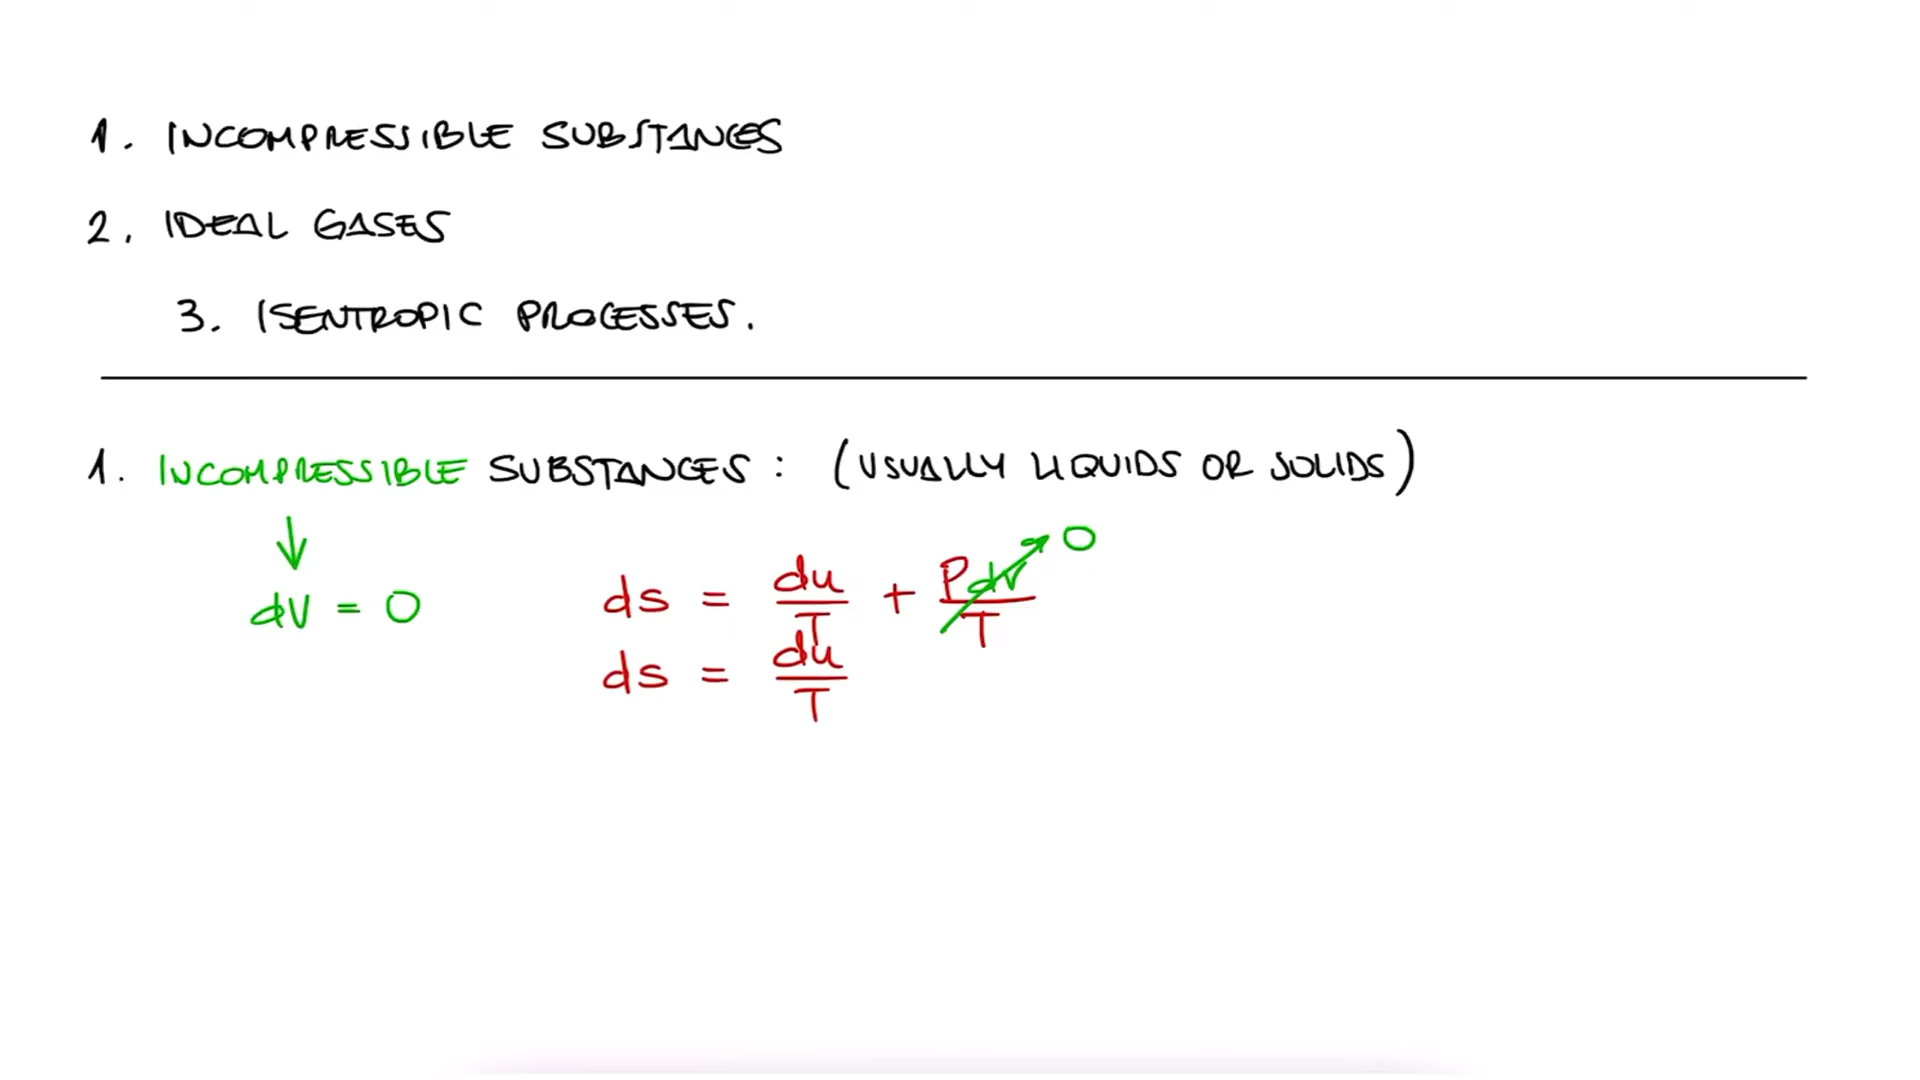 1. INCOMPRESSIBLE SUBSTANCES
2. IDEAL GASES
3. ISENTROPIC PROCESSES.
1. INCOMPRESSIBLE SUBSTANCES: (USUALLY LIQUIDS OR SOLIDS)
↓
dV = 0
ds = du/T + Pdv/T → 0
ds = du/T